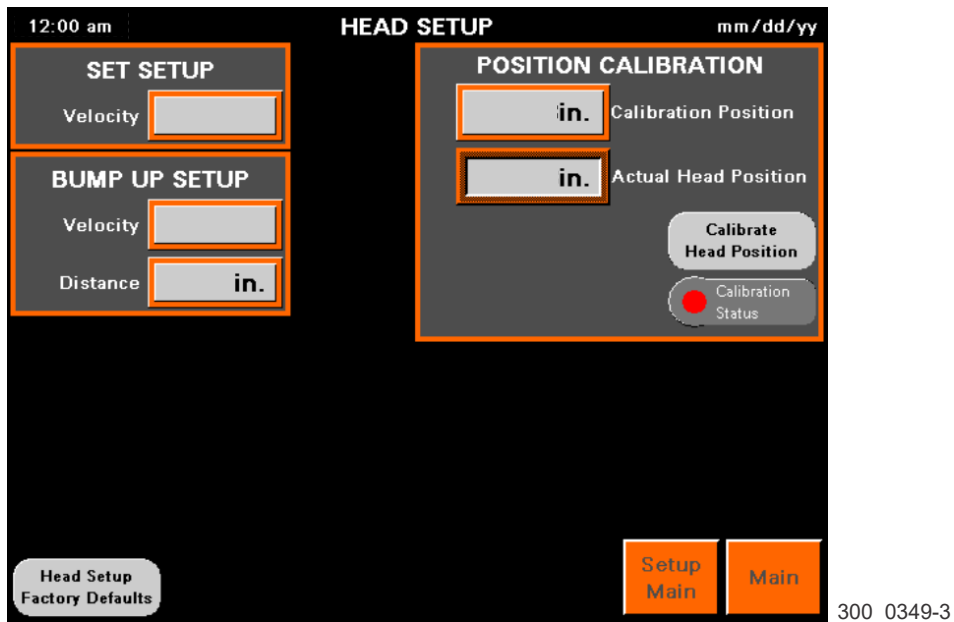 12:00 am
HEAD SETUP
mm/dd/yy
SET SETUP
Velocity
BUMP UP SETUP
Velocity
Distance
in.
POSITION CALIBRATION
in.
Calibration Position
in.
Actual Head Position
Calibrate
Head Position
Calibration
Status
Head Setup
Factory Defaults
Setup
Main
Main
300 0349-3